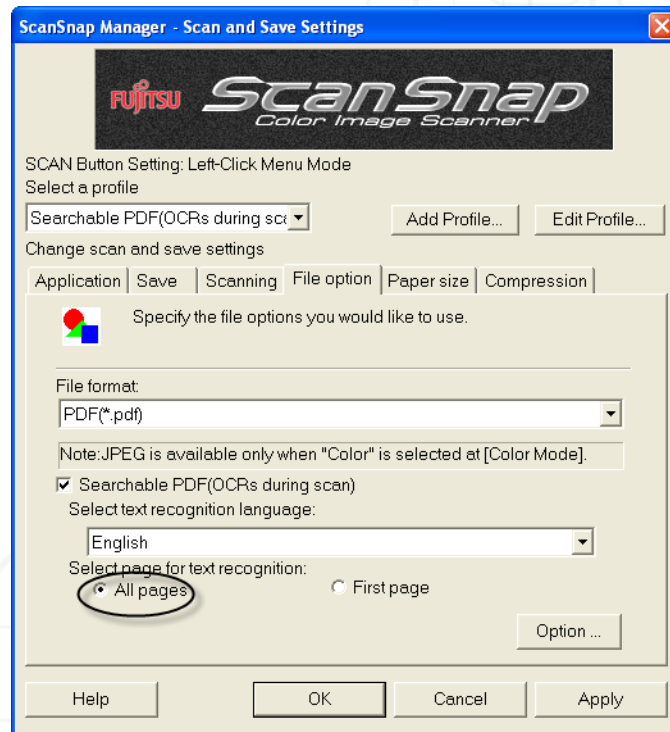 ScanSnap Manager - Scan and Save Settings
FUJITSU ScanSnap
Color Image Scanner
SCAN Button Setting: Left-Click Menu Mode
Select a profile
Searchable PDF(OCRs during sca
Add Profile... Edit Profile...
Change scan and save settings
Application Save Scanning File option Paper size Compression
Specify the file options you would like to use.
File format:
PDF(*.pdf)
Note:JPEG is available only when "Color" is selected at [Color Mode].
Searchable PDF(OCRs during scan)
Select text recognition language:
English
Select page for text recognition:
All pages First page
Option ...
Help OK Cancel Apply